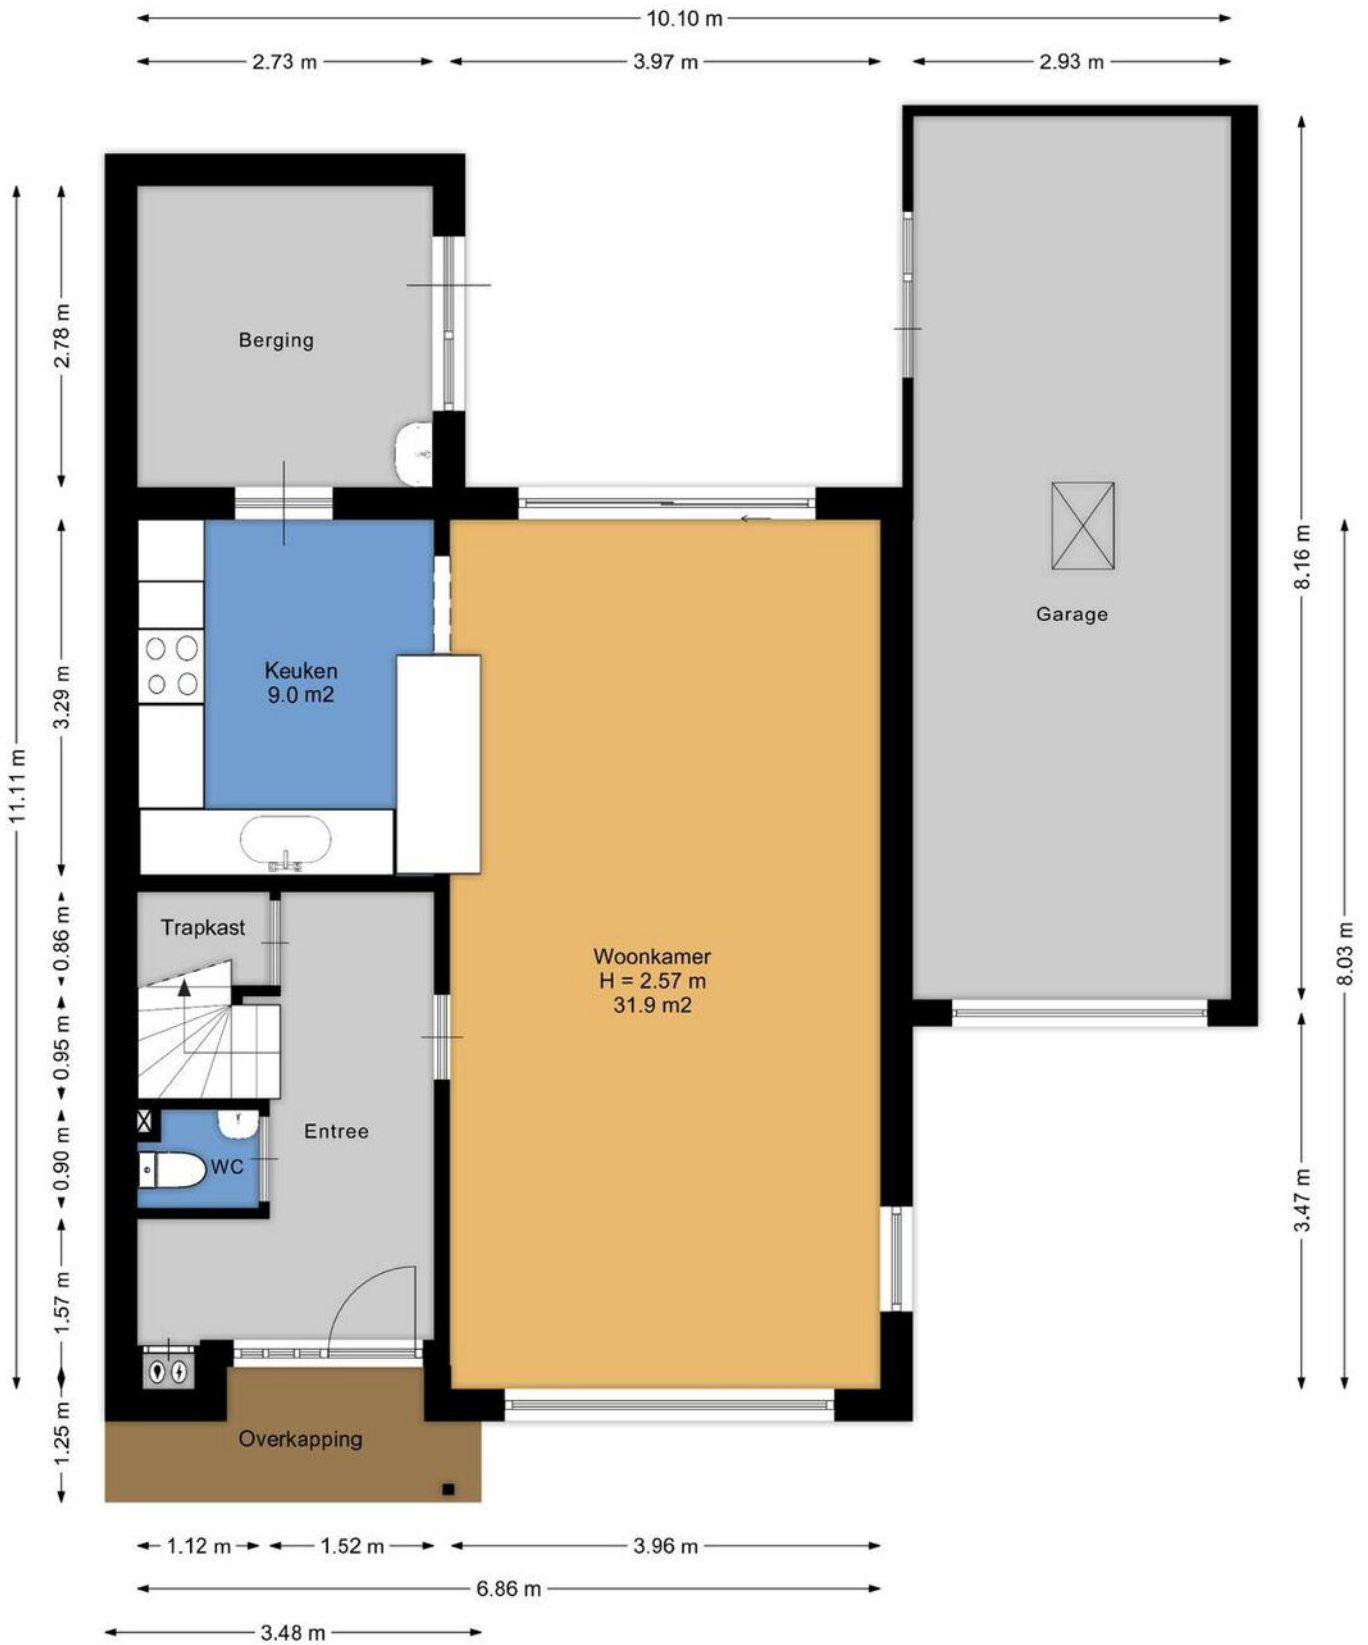 10.10 m
2.73 m
3.97 m
2.93 m
2.78 m
Berging
8.16 m
Garage
Keuken
9.0 m2
3.29 m
11.11 m
Trapkast
0.86 m
Woonkamer
H = 2.57 m
31.9 m2
8.03 m
0.95 m
Entree
0.90 m
WC
3.47 m
1.57 m
1.25 m
Overkapping
1.12 m
1.52 m
3.96 m
6.86 m
3.48 m